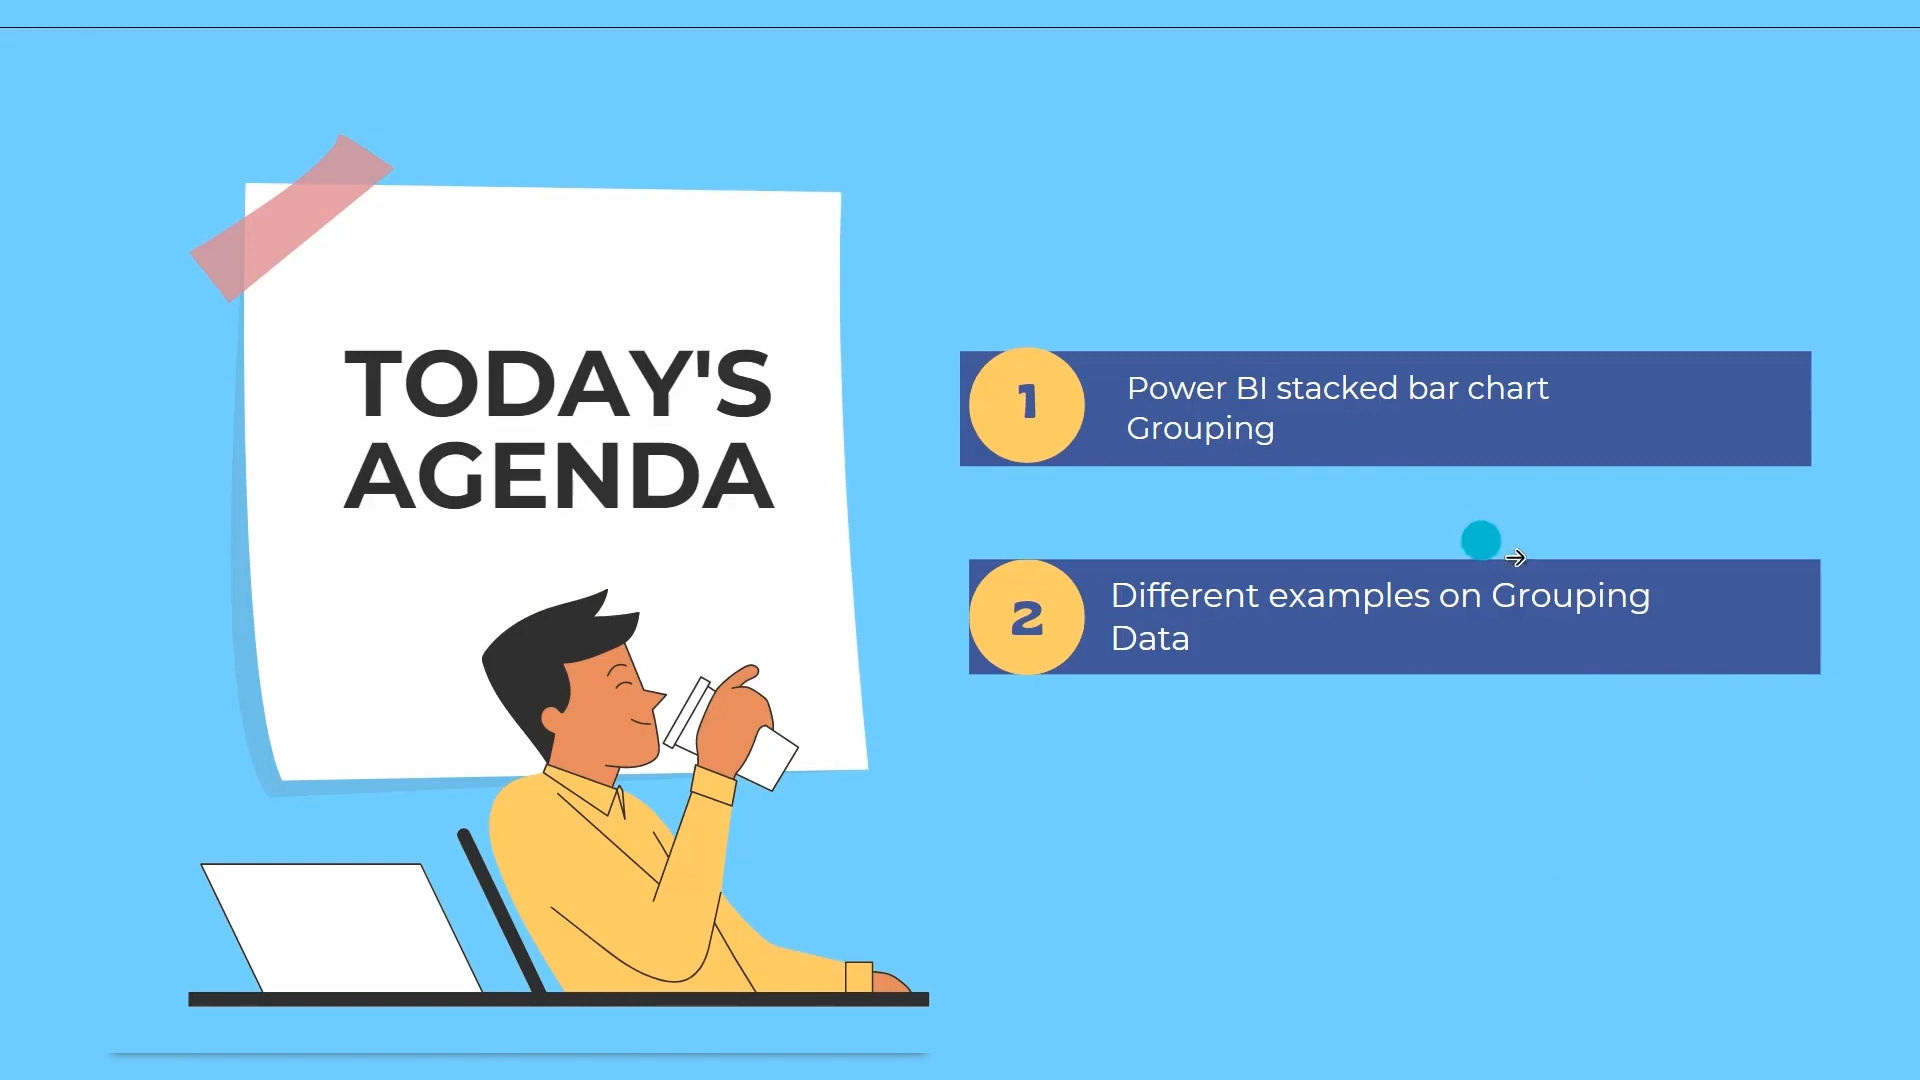 TODAY'S
AGENDA
1
Power BI stacked bar chart
Grouping
2
Different examples on Grouping
Data